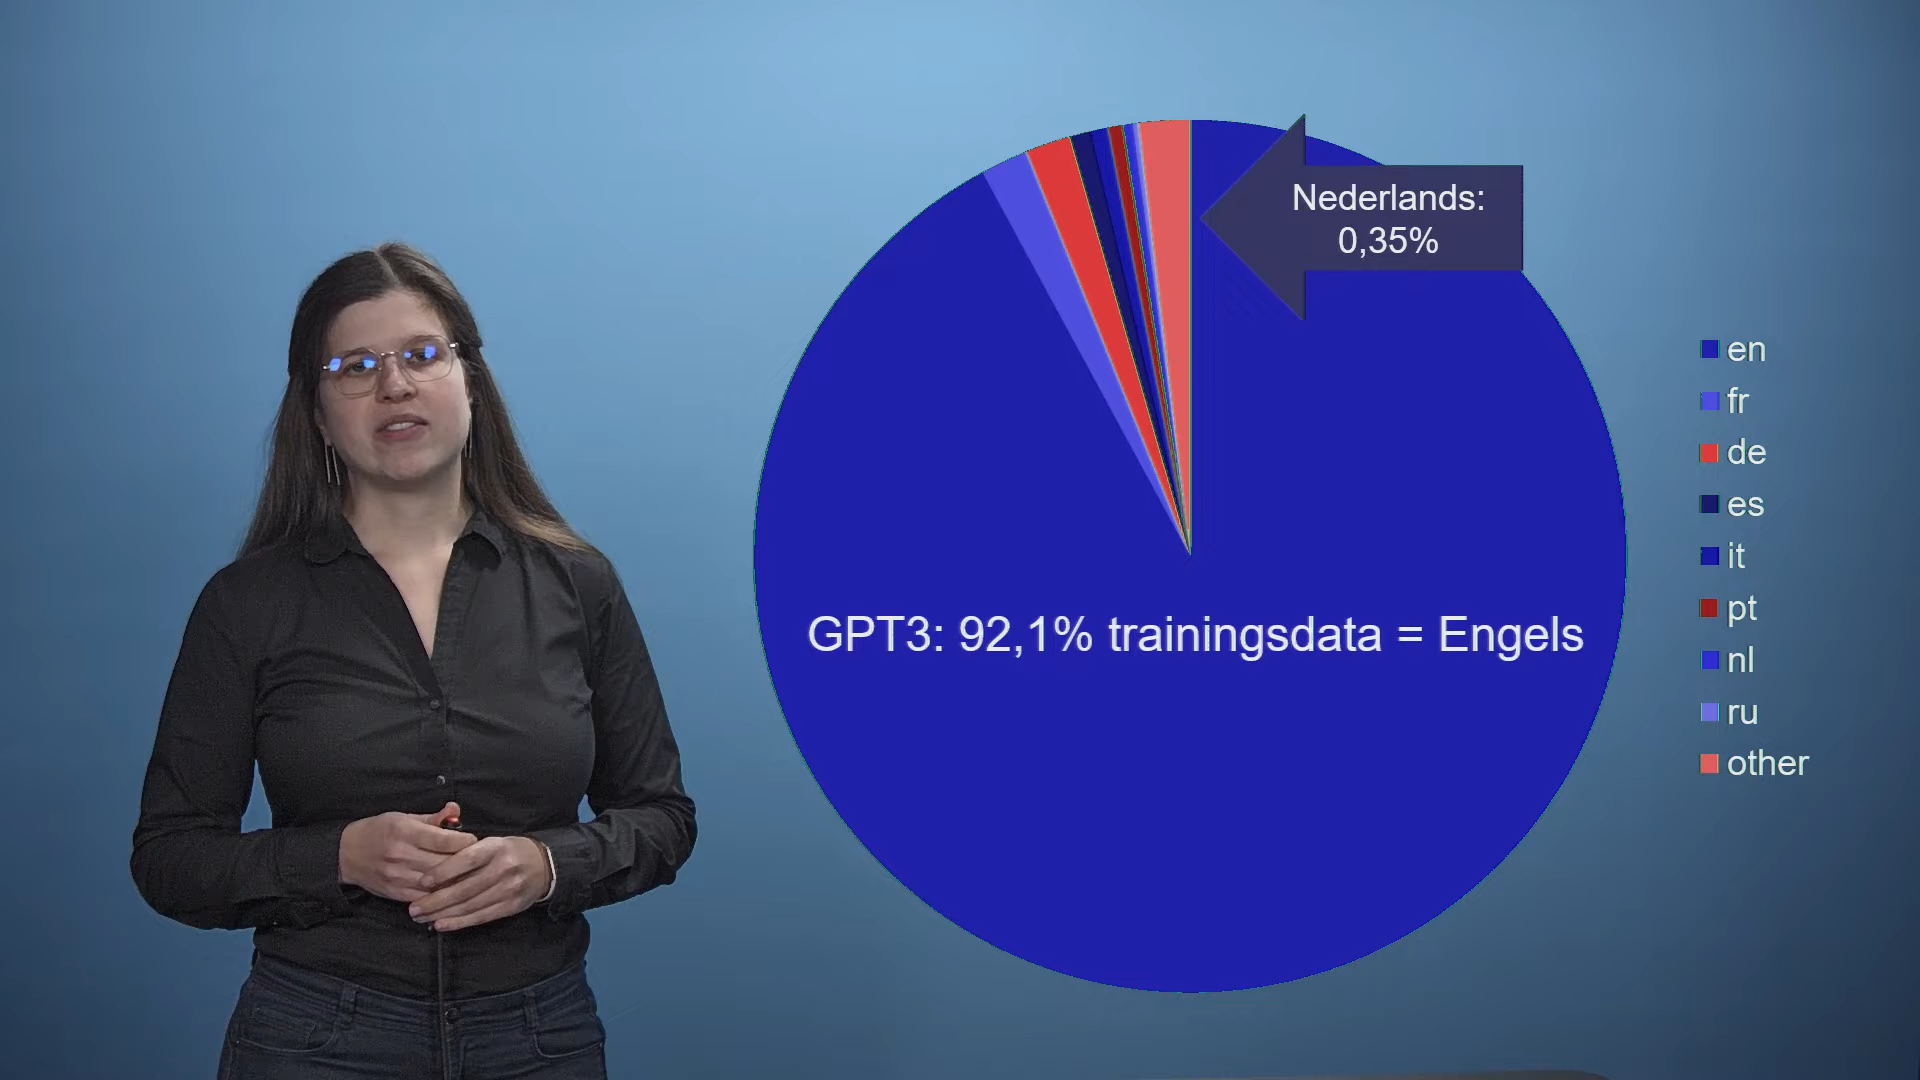 Nederlands:
0,35%
GPT3: 92,1% trainingsdata = Engels
en
fr
de
es
it
pt
nl
ru
other